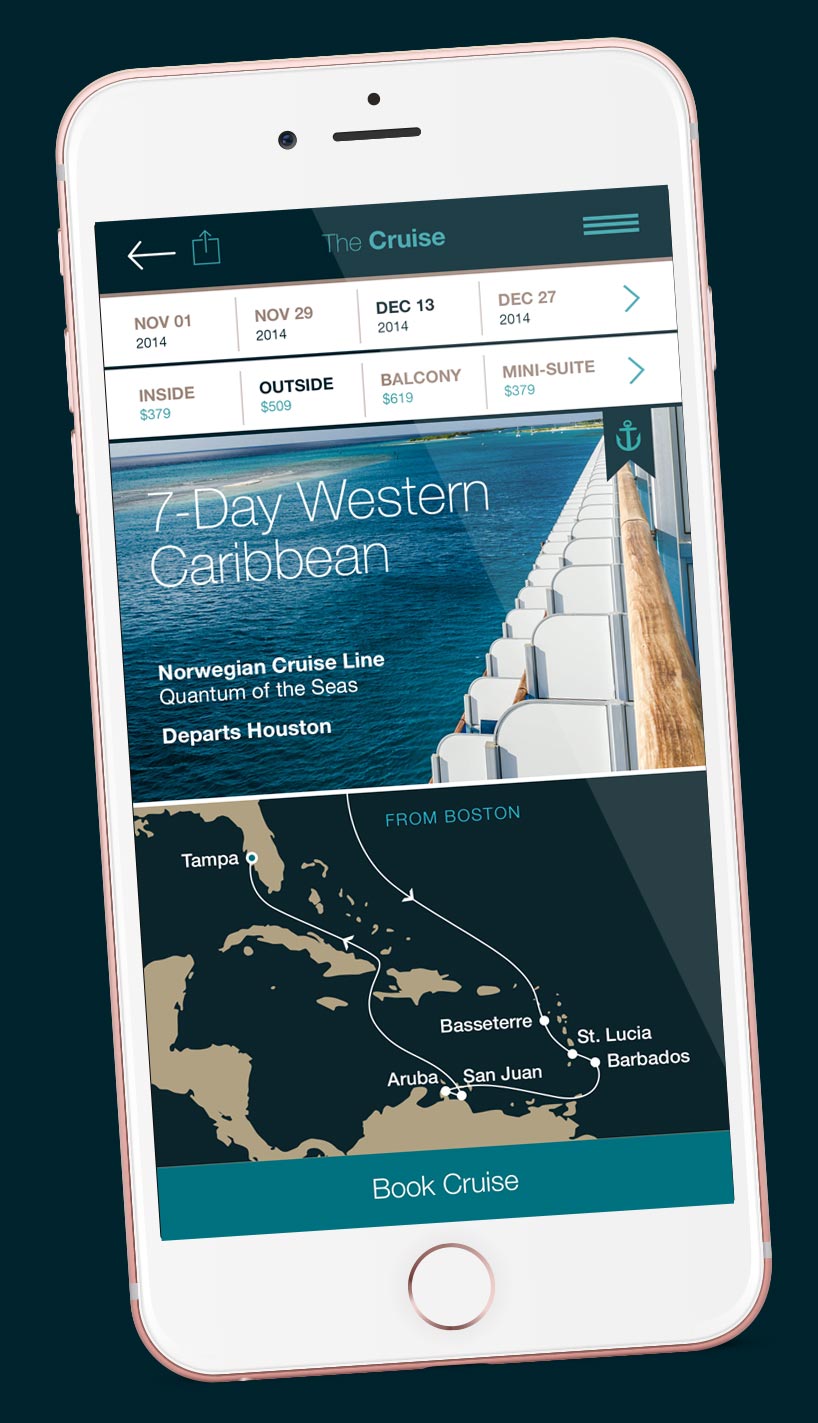 The Cruise
NOV 01 NOV 29 DEC 13 DEC 27
2014 2014 2014 2014
INSIDE OUTSIDE BALCONY MINI-SUITE
$379 $509 $619 $379
7-Day Western
Caribbean
Norwegian Cruise Line
Quantum of the Seas
Departs Houston
FROM BOSTON
Tampa
Basseterre
St. Lucia
Barbados
Aruba San Juan
Book Cruise